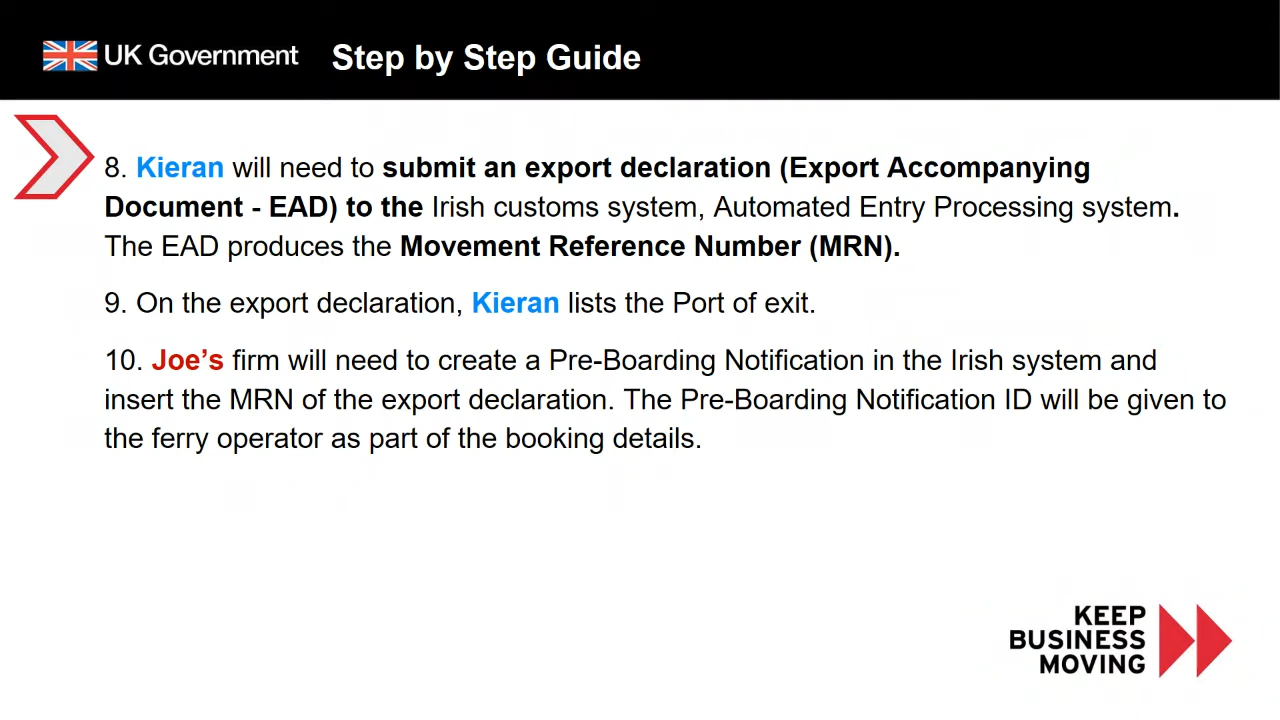 UK Government
Step by Step Guide
8. Kieran will need to submit an export declaration (Export Accompanying
Document - EAD) to the Irish customs system, Automated Entry Processing system.
The EAD produces the Movement Reference Number (MRN).
9. On the export declaration, Kieran lists the Port of exit.
10. Joe’s firm will need to create a Pre-Boarding Notification in the Irish system and
insert the MRN of the export declaration. The Pre-Boarding Notification ID will be given to
the ferry operator as part of the booking details.
KEEP
BUSINESS
MOVING